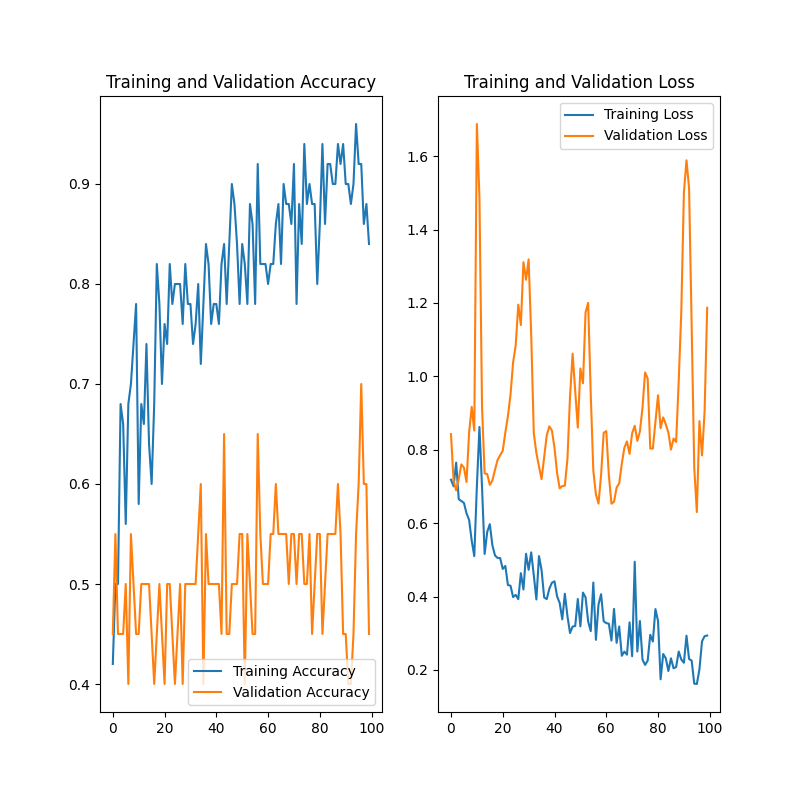 Training and Validation Accuracy
0.9
0.8
0.7
0.6
0.5
0.4
0 20 40 60 80 100
Training Accuracy
Validation Accuracy
Training and Validation Loss
1.6
1.4
1.2
1.0
0.8
0.6
0.4
0.2
0 20 40 60 80 100
Training Loss
Validation Loss